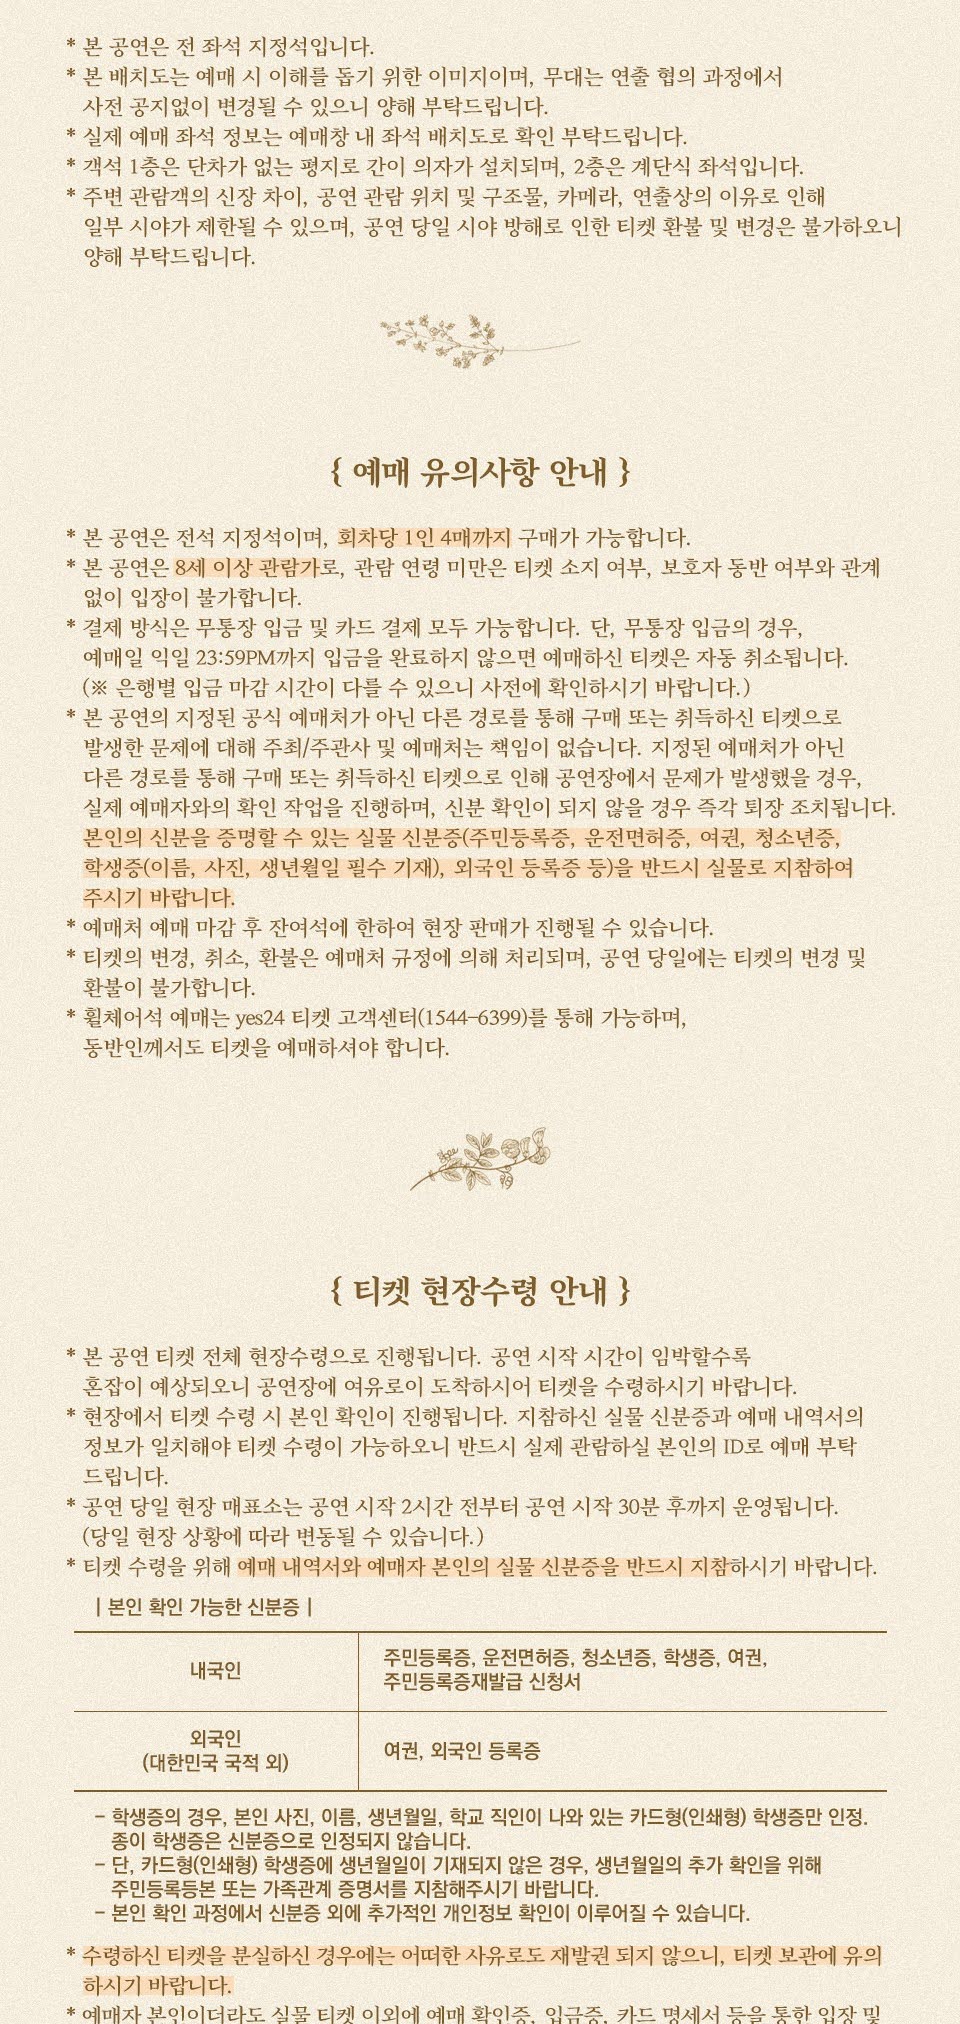 * 본 공연은 전 좌석 지정석입니다.
* 본 배치도는 예매 시 이해를 돕기 위한 이미지이며, 무대는 연출 협의 과정에서
사전 공지없이 변경될 수 있으니 양해 부탁드립니다.
* 실제 예매 좌석 정보는 예매창 내 좌석 배치도로 확인 부탁드립니다.
* 객석 1층은 단차가 없는 평지로 간이 의자가 설치되며, 2층은 계단식 좌석입니다.
* 주변 관람객의 신장 차이, 공연 관람 위치 및 구조물, 카메라, 연출상의 이유로 인해
일부 시야가 제한될 수 있으며, 공연 당일 시야 방해로 인한 티켓 환불 및 변경은 불가하오니
양해 부탁드립니다.
{ 예매 유의사항 안내 }
* 본 공연은 전석 지정석이며, 회차당 1인 4매까지 구매가 가능합니다.
* 본 공연은 8세 이상 관람가로, 관람 연령 미만은 티켓 소지 여부, 보호자 동반 여부와 관계
없이 입장이 불가합니다.
* 결제 방식은 무통장 입금 및 카드 결제 모두 가능합니다. 단, 무통장 입금의 경우,
예매일 익일 23:59PM까지 입금을 완료하지 않으면 예매하신 티켓은 자동 취소됩니다.
(※ 은행별 입금 마감 시간이 다를 수 있으니 사전에 확인하시기 바랍니다.)
* 본 공연의 지정된 공식 예매처가 아닌 다른 경로를 통해 구매 또는 취득하신 티켓으로
발생한 문제에 대해 주최/주관사 및 예매처는 책임이 없습니다. 지정된 예매처가 아닌
다른 경로를 통해 구매 또는 취득하신 티켓으로 인해 공연장에서 문제가 발생했을 경우,
실제 예매자와의 확인 작업을 진행하며, 신분 확인이 되지 않을 경우 즉각 퇴장 조치됩니다.
본인의 신분을 증명할 수 있는 실물 신분증(주민등록증, 운전면허증, 여권, 청소년증,
학생증(이름, 사진, 생년월일 필수 기재), 외국인 등록증 등)을 반드시 실물로 지참하여
주시기 바랍니다.
* 예매처 예매 마감 후 잔여석에 한하여 현장 판매가 진행될 수 있습니다.
* 티켓의 변경, 취소, 환불은 예매처 규정에 의해 처리되며, 공연 당일에는 티켓의 변경 및
환불이 불가합니다.
* 휠체어석 예매는 yes24 티켓 고객센터(1544-6399)를 통해 가능하며,
동반인께서도 티켓을 예매하셔야 합니다.
{ 티켓 현장수령 안내 }
* 본 공연 티켓 전체 현장수령으로 진행됩니다. 공연 시작 시간이 임박할수록
혼잡이 예상되오니 공연장에 여유로이 도착하시어 티켓을 수령하시기 바랍니다.
* 현장에서 티켓 수령 시 본인 확인이 진행됩니다. 지참하신 실물 신분증과 예매 내역서의
정보가 일치해야 티켓 수령이 가능하오니 반드시 실제 관람하실 본인의 ID로 예매 부탁
드립니다.
* 공연 당일 현장 매표소는 공연 시작 2시간 전부터 공연 시작 30분 후까지 운영됩니다.
(당일 현장 상황에 따라 변동될 수 있습니다.)
* 티켓 수령을 위해 예매 내역서와 예매자 본인의 실물 신분증을 반드시 지참하시기 바랍니다.
| 본인 확인 가능한 신분증 |
내국인
주민등록증, 운전면허증, 청소년증, 학생증, 여권,
주민등록증재발급 신청서
외국인
(대한민국 국적 외)
여권, 외국인 등록증
- 학생증의 경우, 본인 사진, 이름, 생년월일, 학교 직인이 나와 있는 카드형(인쇄형) 학생증만 인정.
종이 학생증은 신분증으로 인정되지 않습니다.
- 단, 카드형(인쇄형) 학생증에 생년월일이 기재되지 않은 경우, 생년월일의 추가 확인을 위해
주민등록등본 또는 가족관계 증명서를 지참해주시기 바랍니다.
- 본인 확인 과정에서 신분증 외에 추가적인 개인정보 확인이 이루어질 수 있습니다.
* 수령하신 티켓을 분실하신 경우에는 어떠한 사유로도 재발권 되지 않으니, 티켓 보관에 유의
하시기 바랍니다.
* 예매자 본인이더라도 실물 티켓 이외에 예매 확인증, 입금증, 카드 명세서 등을 통한 입장 및